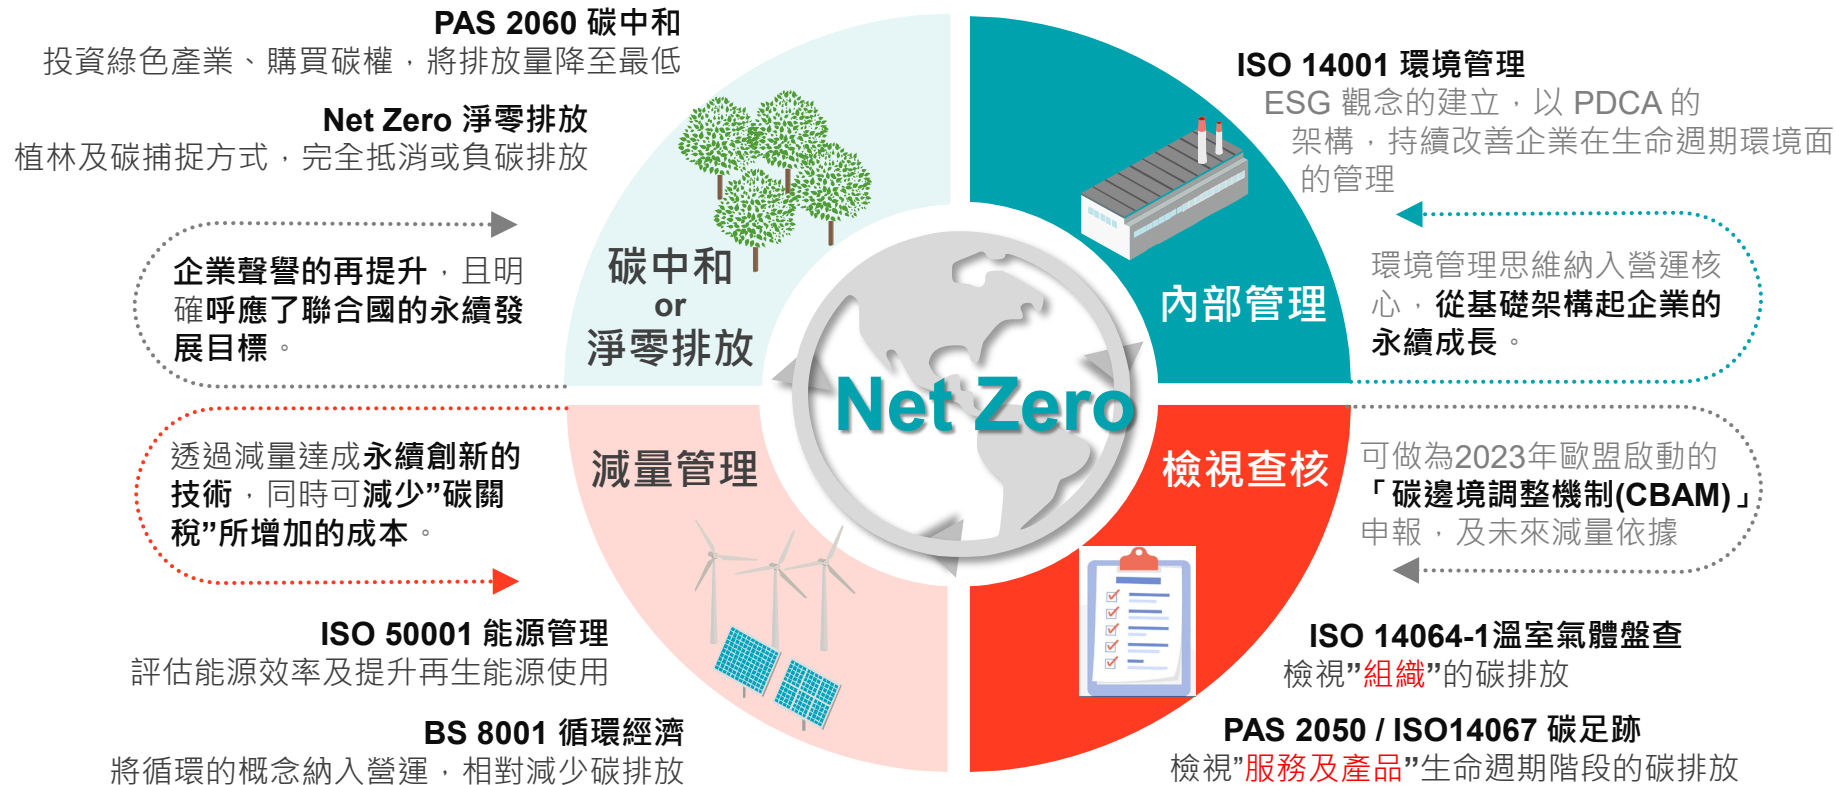 PAS 2060 碳中和
投資綠色產業、購買碳權，將排放量降至最低
Net Zero 淨零排放
植林及碳捕捉方式，完全抵消或負碳排放
企業聲譽的再提升，且明
確呼應了聯合國的永續發
展目標。
碳中和
or
淨零排放
ISO 14001 環境管理
ESG 觀念的建立，以 PDCA 的
架構，持續改善企業在生命週期環境面
的管理
內部管理
環境管理思維納入營運核
心，從基礎架構起企業的
永續成長。
Net Zero
透過減量達成永續創新的
技術，同時可減少”碳關
稅”所增加的成本。
減量管理
ISO 50001 能源管理
評估能源效率及提升再生能源使用
BS 8001 循環經濟
將循環的概念納入營運，相對減少碳排放
檢視查核
可做為2023年歐盟啟動的
「碳邊境調整機制(CBAM)」
申報，及未來減量依據
ISO 14064-1溫室氣體盤查
檢視”組織”的碳排放
PAS 2050 / ISO14067 碳足跡
檢視”服務及產品”生命週期階段的碳排放